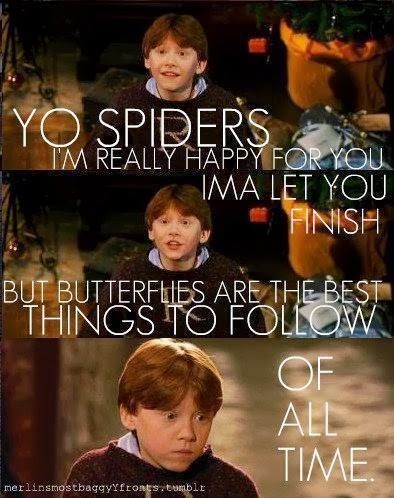 YO SPIDERS
I'M REALLY HAPPY FOR YOU
IMA LET YOU
FINISH
BUT BUTTERFLIES ARE THE BEST
THINGS TO FOLLOW
OF
ALL
TIME.
merlinsmostbaggyYfronts.tumblr